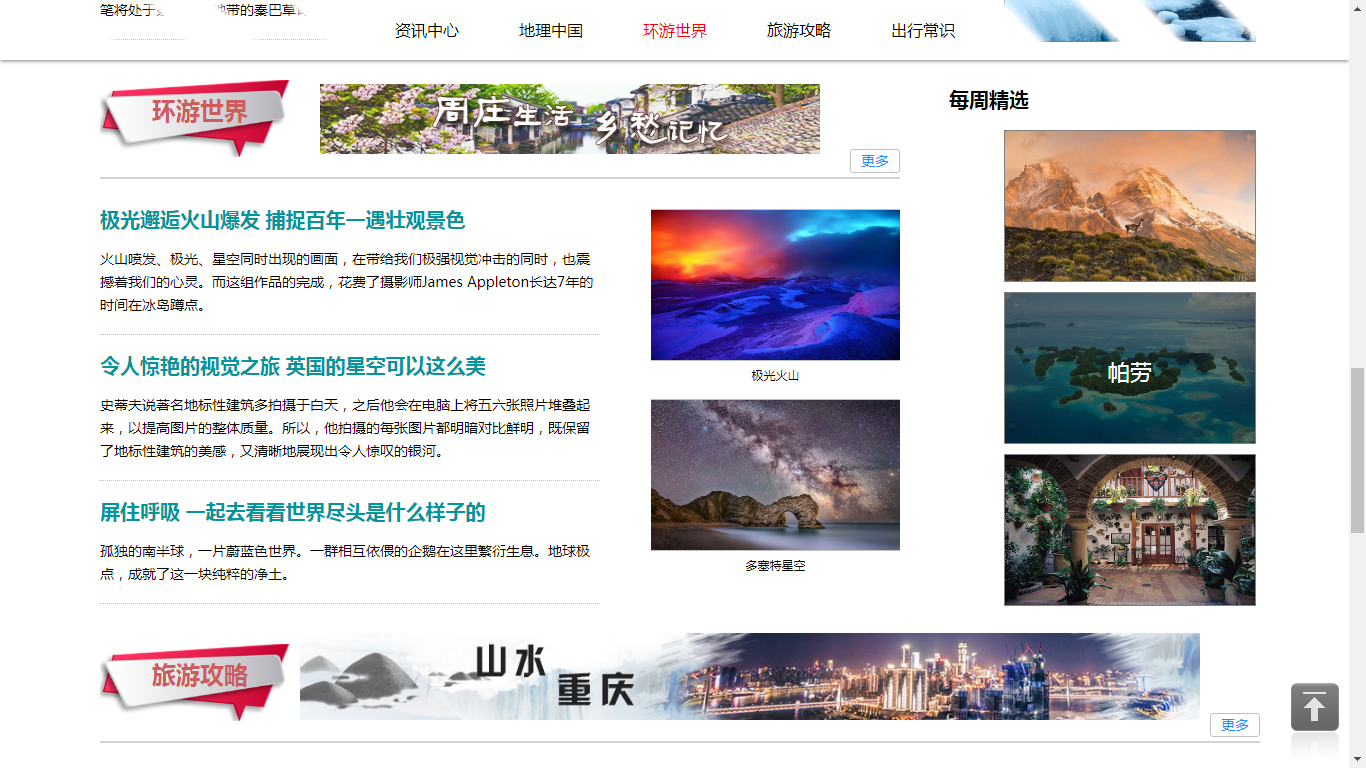 笔将处于
地带的秦巴草
资讯中心
地理中国
环游世界
旅游攻略
出行常识
环游世界
周庄生活 乡愁记忆
更多
每周精选
极光邂逅火山爆发 捕捉百年一遇壮观景色
火山喷发、极光、星空同时出现的画面，在带给我们极强视觉冲击的同时，也震
撼着我们的心灵。而这组作品的完成，花费了摄影师James Appleton长达7年的
时间在冰岛蹲点。
极光火山
令人惊艳的视觉之旅 英国的星空可以这么美
史蒂夫说著名地标性建筑多拍摄于白天，之后他会在电脑上将五六张照片堆叠起
来，以提高图片的整体质量。所以，他拍摄的每张图片都明暗对比鲜明，既保留
了地标性建筑的美感，又清晰地展现出令人惊叹的银河。
多塞特星空
屏住呼吸 一起去看看世界尽头是什么样子的
孤独的南半球，一片蔚蓝色世界。一群相互依偎的企鹅在这里繁衍生息。地球极
点，成就了这一块纯粹的净土。
帕劳
旅游攻略
山水
重庆
更多